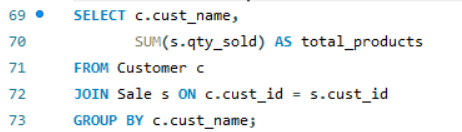 69 SELECT c.cust_name,
70 SUM(s.qty_sold) AS total_products
71 FROM Customer c
72 JOIN Sale s ON c.cust_id = s.cust_id
73 GROUP BY c.cust_name;